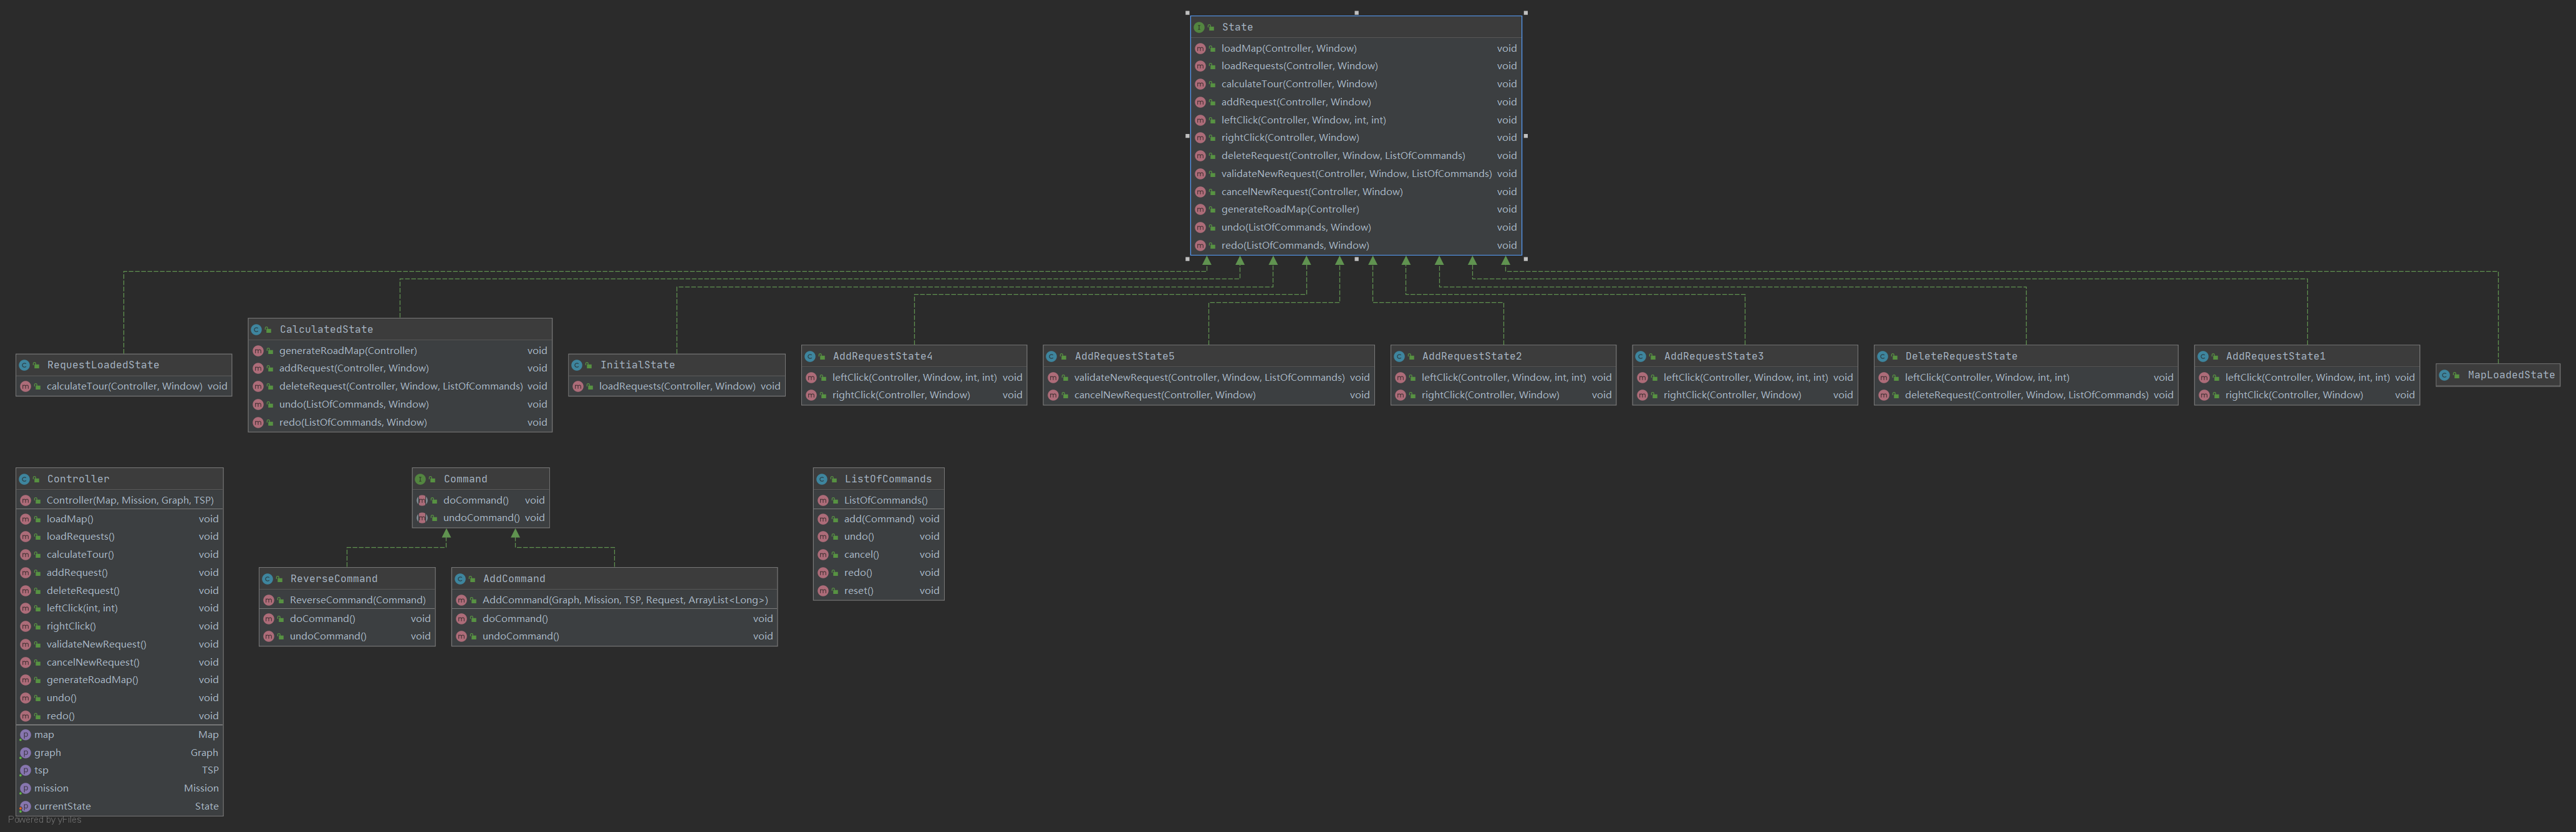 State
loadMap(Controller, Window) void
loadRequests(Controller, Window) void
calculateTour(Controller, Window) void
addRequest(Controller, Window) void
leftClick(Controller, Window, int, int) void
rightClick(Controller, Window) void
deleteRequest(Controller, Window, ListOfCommands) void
validateNewRequest(Controller, Window, ListOfCommands) void
cancelNewRequest(Controller, Window) void
generateRoadMap(Controller) void
undo(ListOfCommands, Window) void
redo(ListOfCommands, Window) void
RequestLoadedState
calculateTour(Controller, Window) void
CalculatedState
generateRoadMap(Controller) void
addRequest(Controller, Window) void
deleteRequest(Controller, Window, ListOfCommands) void
undo(ListOfCommands, Window) void
redo(ListOfCommands, Window) void
InitialState
loadRequests(Controller, Window) void
AddRequestState4
leftClick(Controller, Window, int, int) void
rightClick(Controller, Window) void
AddRequestState5
validateNewRequest(Controller, Window, ListOfCommands) void
cancelNewRequest(Controller, Window) void
AddRequestState2
leftClick(Controller, Window, int, int) void
rightClick(Controller, Window) void
AddRequestState3
leftClick(Controller, Window, int, int) void
rightClick(Controller, Window) void
DeleteRequestState
leftClick(Controller, Window, int, int) void
deleteRequest(Controller, Window, ListOfCommands) void
AddRequestState1
leftClick(Controller, Window, int, int) void
rightClick(Controller, Window) void
MapLoadedState
Controller
Controller(Map, Mission, Graph, TSP)
loadMap() void
loadRequests() void
calculateTour() void
addRequest() void
deleteRequest() void
leftClick(int, int) void
rightClick() void
validateNewRequest() void
cancelNewRequest() void
generateRoadMap() void
undo() void
redo() void
map Map
graph Graph
tsp TSP
mission Mission
currentState State
Command
doCommand() void
undoCommand() void
ReverseCommand
ReverseCommand(Command)
doCommand() void
undoCommand() void
AddCommand
AddCommand(Graph, Mission, TSP, Request, ArrayList<Long>)
doCommand() void
undoCommand() void
ListOfCommands
ListOfCommands()
add(Command) void
undo() void
cancel() void
redo() void
reset() void
Powered by yFiles